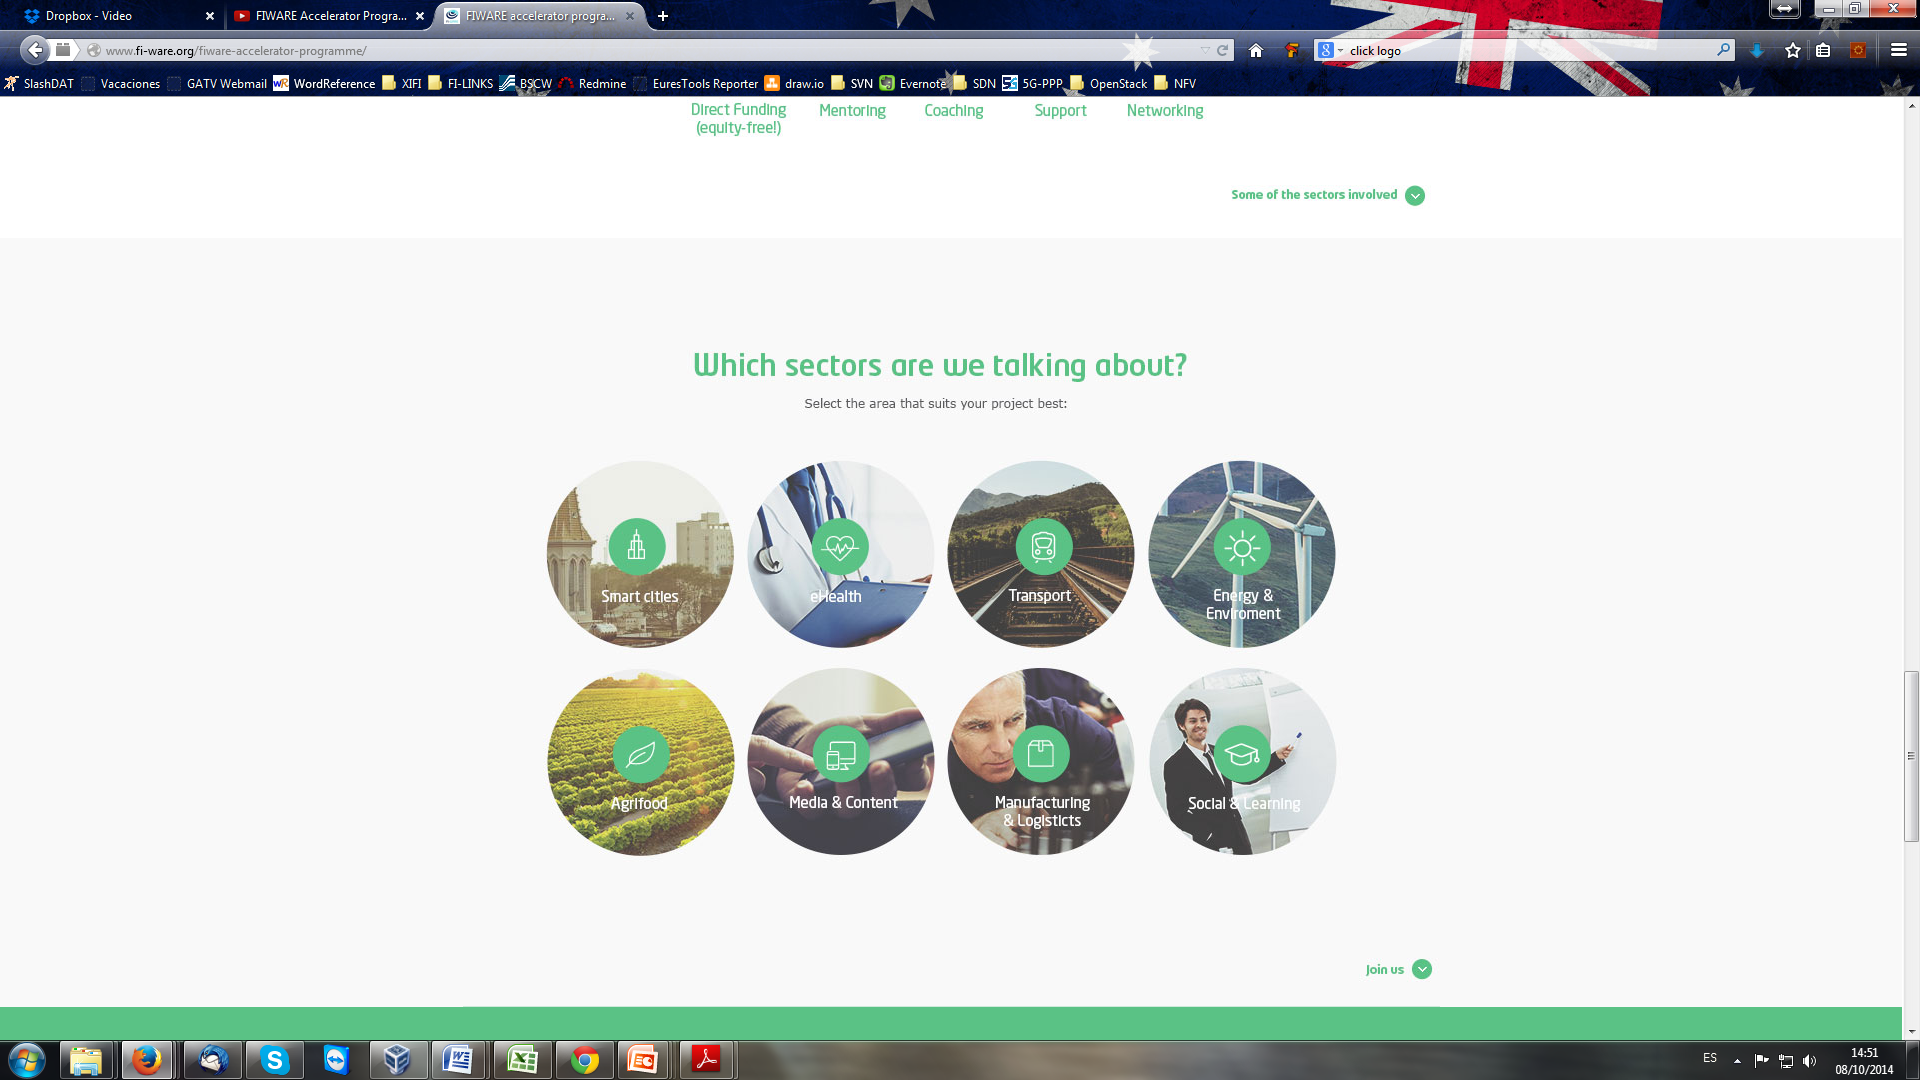 Dropbox - Video
FIWARE Accelerator Progra...
FIWARE accelerator progra...
www.fi-ware.org/fiware-accelerator-programme/
click logo
SlashDAT Vacaciones GATV Webmail WordReference XIFI FI-LINKS BSCW Redmine EuresTools Reporter draw.io SVN Evernote SDN 5G-PPP OpenStack NFV
Direct Funding
(equity-free!)
Mentoring
Coaching
Support
Networking
Some of the sectors involved
Which sectors are we talking about?
Select the area that suits your project best:
Smart cities
eHealth
Transport
Energy &
Enviroment
Agrifood
Media & Content
Manufacturing
& Logisticts
Social & Learning
Join us
ES
14:51
08/10/2014